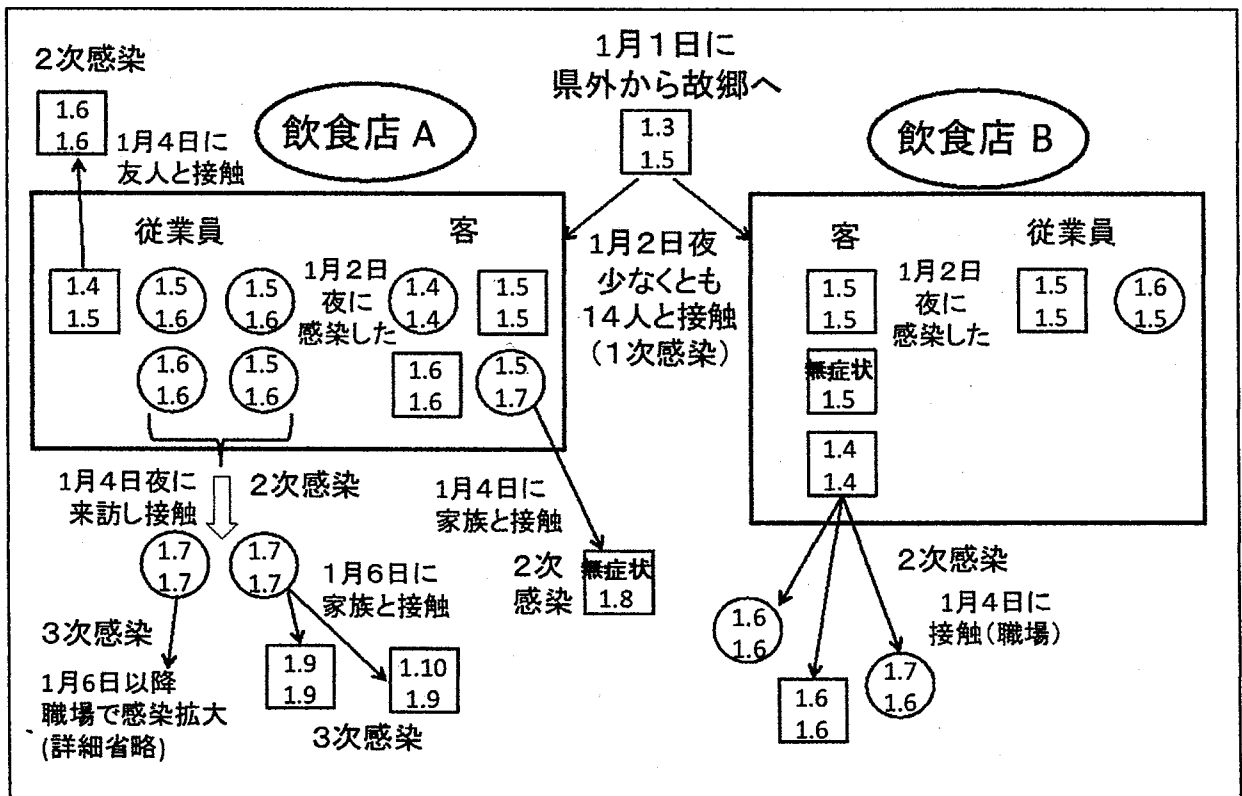 2次感染
1.6
1.6
1月4日に
友人と接触
飲食店 A
1月1日に
県外から故郷へ
1.3
1.5
飲食店 B
従業員
客
1.4
1.5
1.5
1.6
1.5
1.6
1.6
1.6
1.5
1.6
1月2日
夜に
感染した
1.4
1.4
1.5
1.5
1.6
1.6
1.5
1.7
1月2日夜
少なくとも
14人と接触
(1次感染)
客
従業員
1.5
1.5
無症状
1.5
1.4
1.4
1月2日
夜に
感染した
1.5
1.5
1.6
1.5
1月4日夜に
来訪し接触
2次感染
1.7
1.7
1.7
1.7
1月6日に
家族と接触
3次感染
1月6日以降
職場で感染拡大
(詳細省略)
1.9
1.9
1.10
1.9
3次感染
1月4日に
家族と接触
2次
感染
無症状
1.8
2次感染
1月4日に
接触(職場)
1.6
1.6
1.6
1.6
1.7
1.6